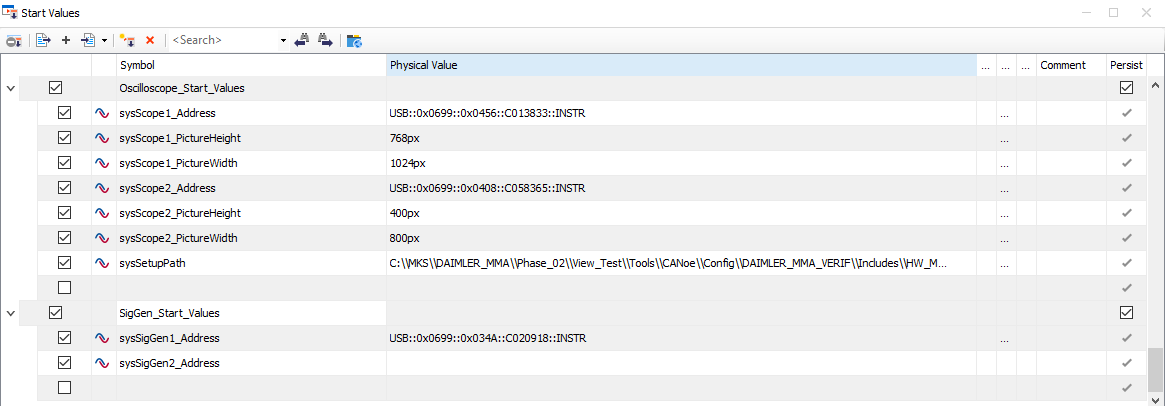 Start Values
<Search>
Symbol Physical Value ... ... ... Comment Persist
Oscilloscope_Start_Values
sysScope1_Address USB::0x0699::0x0456::C013833::INSTR ...
sysScope1_PictureHeight 768px ...
sysScope1_PictureWidth 1024px ...
sysScope2_Address USB::0x0699::0x0408::C058365::INSTR ...
sysScope2_PictureHeight 400px ...
sysScope2_PictureWidth 800px ...
sysSetupPath C:\\MKS\\DAIMLER_MMA\\Phase_02\\View_Test\\Tools\\CANoe\\Config\\DAIMLER_MMA_VERIF\\Includes\\HW_M... ...
SigGen_Start_Values
sysSigGen1_Address USB::0x0699::0x034A::C020918::INSTR ...
sysSigGen2_Address